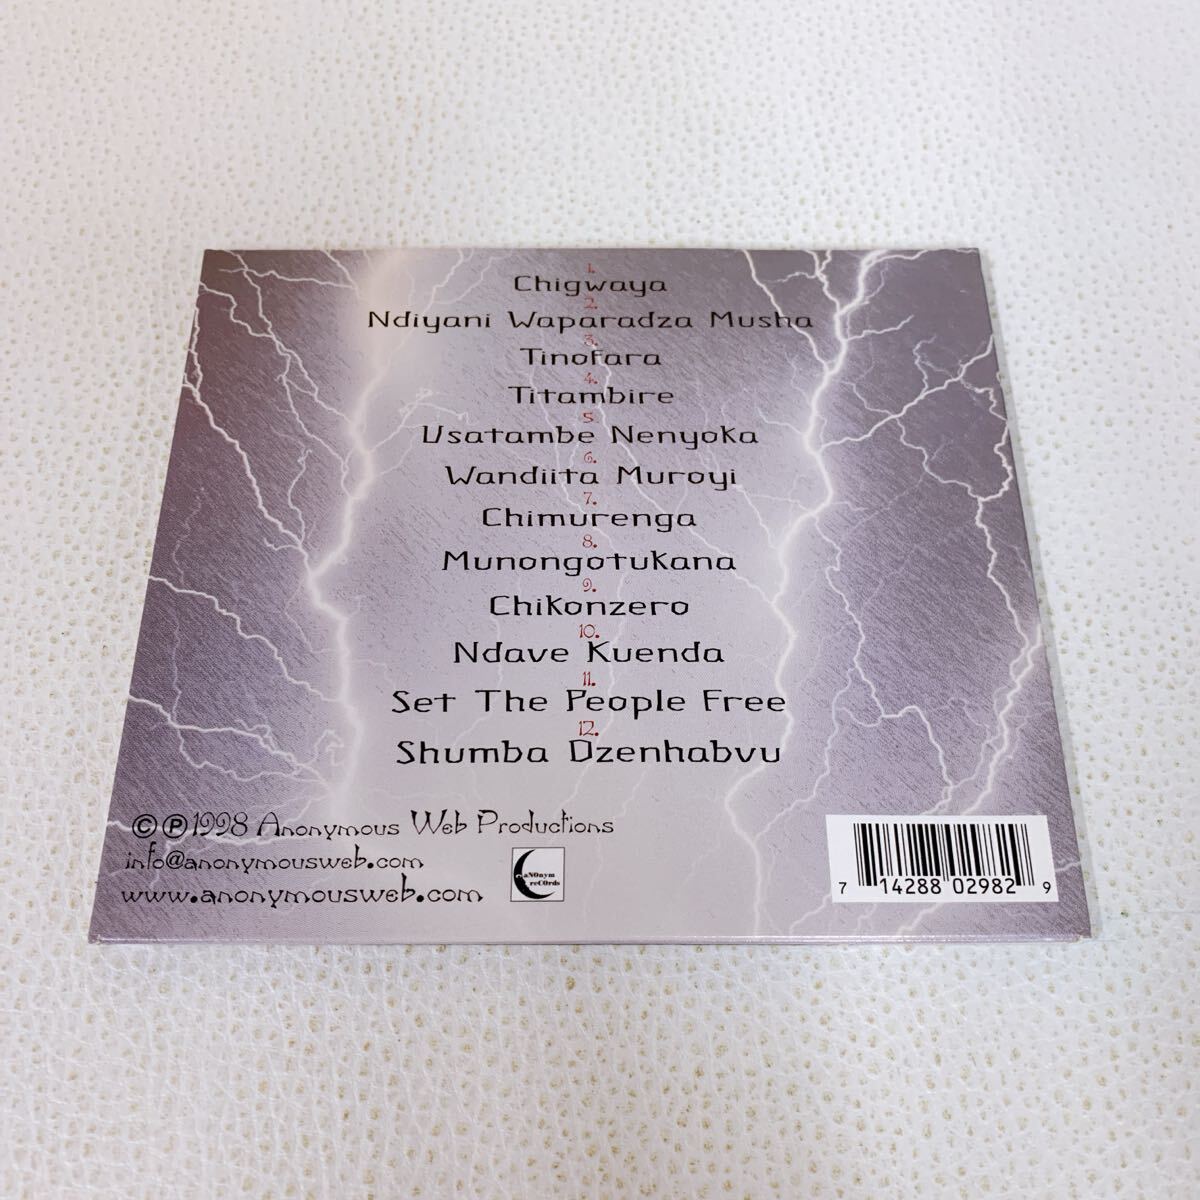 1.
Chigwaya
2.
Ndiyani Waparadza Musha
3.
Tinofara
4.
Titambire
5
Usatambe Nenyoka
6.
Wandiita Muroyi
7.
Chimurenga
8.
Munongotukana
9.
Chikonzero
10.
Ndave Kuenda
11.
Set The People Free
12.
Shumba Dzenhabvu
©℗1998 Anonymous Web Productions
info@anonymousweb.com
www.anonymousweb.com
aNOnym
reCOrds
7 14288 02982 9